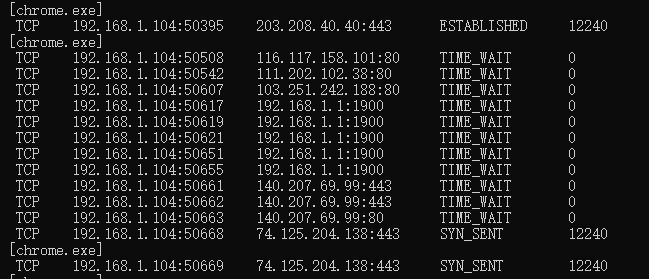 [chrome.exe]
TCP 192.168.1.104:50395 203.208.40.40:443 ESTABLISHED 12240
[chrome.exe]
TCP 192.168.1.104:50508 116.117.158.101:80 TIME_WAIT 0
TCP 192.168.1.104:50542 111.202.102.38:80 TIME_WAIT 0
TCP 192.168.1.104:50607 103.251.242.188:80 TIME_WAIT 0
TCP 192.168.1.104:50617 192.168.1.1:1900 TIME_WAIT 0
TCP 192.168.1.104:50619 192.168.1.1:1900 TIME_WAIT 0
TCP 192.168.1.104:50621 192.168.1.1:1900 TIME_WAIT 0
TCP 192.168.1.104:50651 192.168.1.1:1900 TIME_WAIT 0
TCP 192.168.1.104:50655 192.168.1.1:1900 TIME_WAIT 0
TCP 192.168.1.104:50661 140.207.69.99:443 TIME_WAIT 0
TCP 192.168.1.104:50662 140.207.69.99:443 TIME_WAIT 0
TCP 192.168.1.104:50663 140.207.69.99:80 TIME_WAIT 0
TCP 192.168.1.104:50668 74.125.204.138:443 SYN_SENT 12240
[chrome.exe]
TCP 192.168.1.104:50669 74.125.204.138:443 SYN_SENT 12240